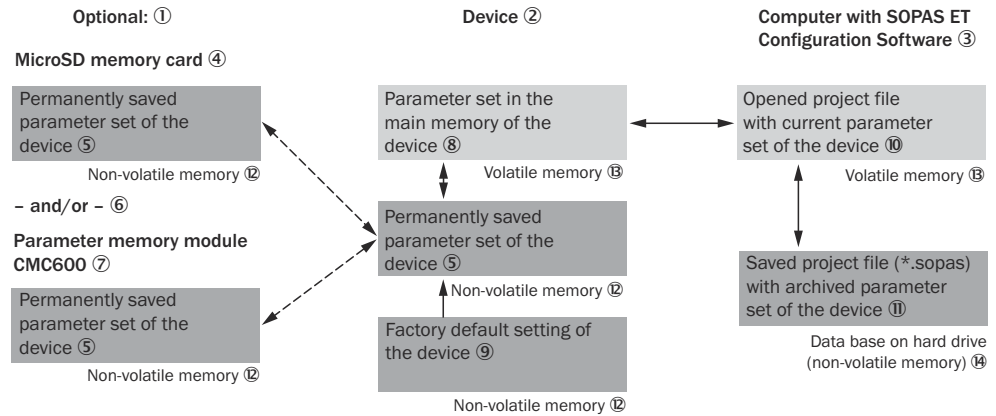 Optional: ①
MicroSD memory card ④
Permanently saved
parameter set of the
device ⑤
Non-volatile memory ⑫
– and/or – ⑥
Parameter memory module
CMC600 ⑦
Permanently saved
parameter set of the
device ⑤
Non-volatile memory ⑫
Device ②
Parameter set in the
main memory of the
device ⑧
Volatile memory ⑬
Permanently saved
parameter set of the
device ⑤
Non-volatile memory ⑫
Factory default setting of
the device ⑨
Non-volatile memory ⑫
Computer with SOPAS ET
Configuration Software ③
Opened project file
with current parameter
set of the device ⑩
Volatile memory ⑬
Saved project file (*.sopas)
with archived parameter
set of the device ⑪
Data base on hard drive
(non-volatile memory) ⑭